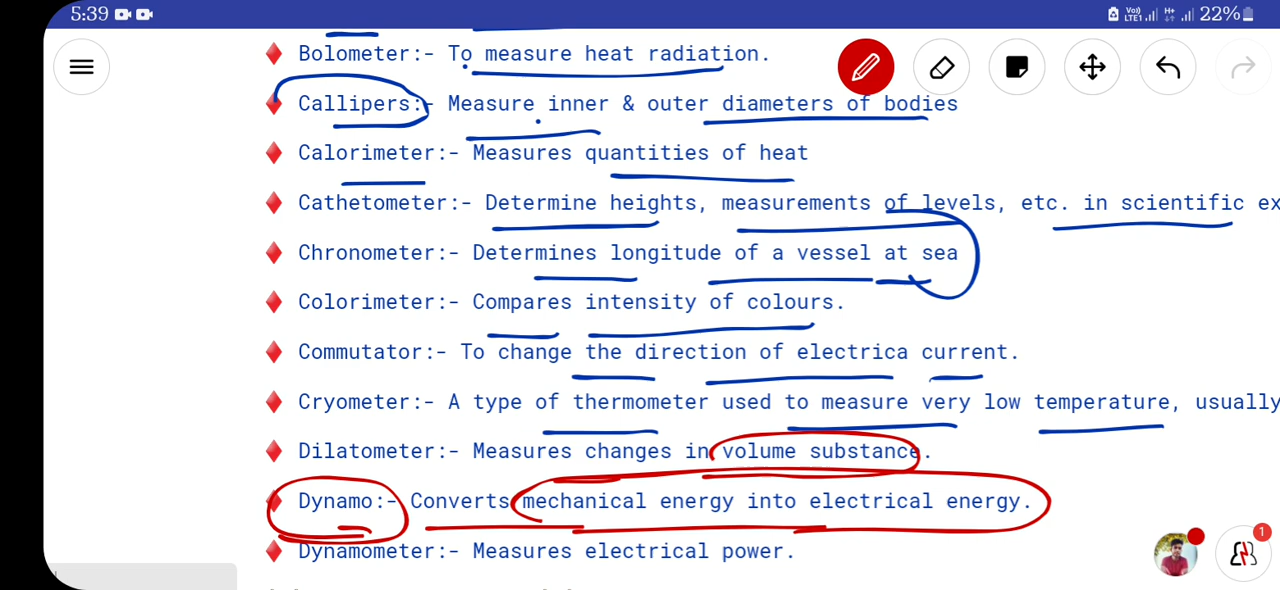 5:39
Vo)) LTE1 H+ 22%
Bolometer:- To measure heat radiation.
Callipers:- Measure inner & outer diameters of bodies
Calorimeter:- Measures quantities of heat
Cathetometer:- Determine heights, measurements of levels, etc. in scientific ex
Chronometer:- Determines longitude of a vessel at sea
Colorimeter:- Compares intensity of colours.
Commutator:- To change the direction of electrica current.
Cryometer:- A type of thermometer used to measure very low temperature, usually
Dilatometer:- Measures changes in volume substance.
Dynamo:- Converts mechanical energy into electrical energy.
Dynamometer:- Measures electrical power.
1